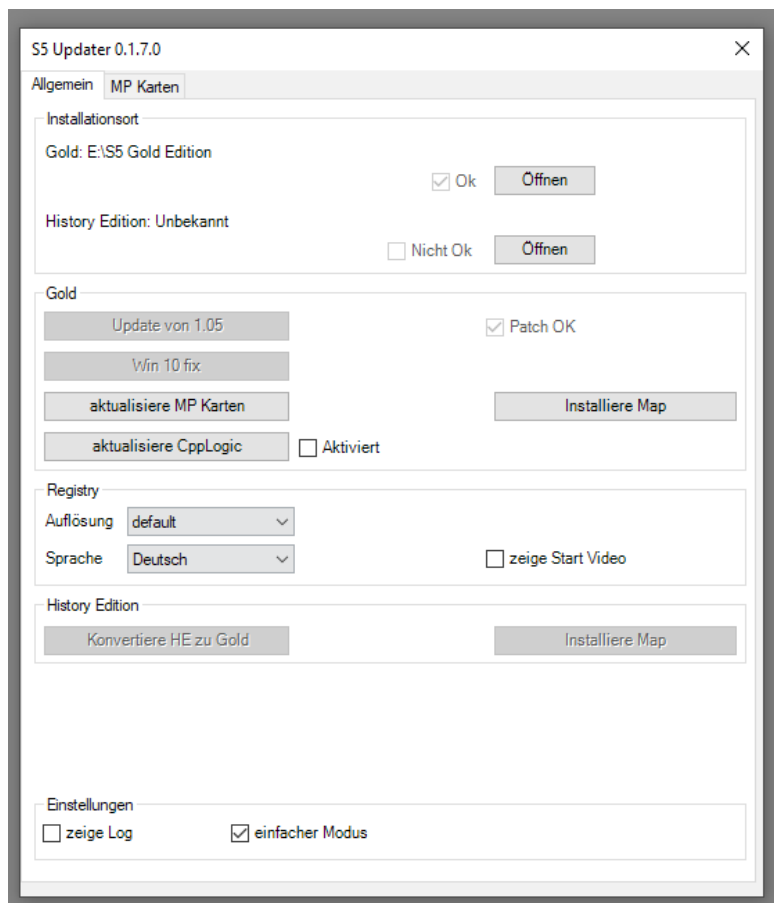 S5 Updater 0.1.7.0
Allgemein MP Karten
Installationsort
Gold: E:\S5 Gold Edition
Ok Öffnen
History Edition: Unbekannt
Nicht Ok Öffnen
Gold
Update von 1.05 Patch OK
Win 10 fix
aktualisiere MP Karten Installiere Map
aktualisiere CppLogic Aktiviert
Registry
Auflösung default
Sprache Deutsch zeige Start Video
History Edition
Konvertiere HE zu Gold Installiere Map
Einstellungen
zeige Log einfacher Modus